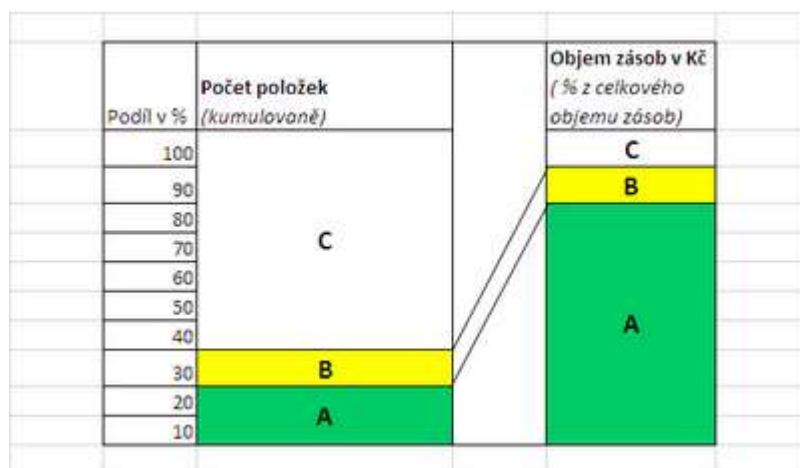 Podíl v %
Počet položek
(kumulovaně)
Objem zásob v Kč
( % z celkového
objemu zásob)
100
90
80
70
60
50
40
30
20
10
C
B
A
C
B
A